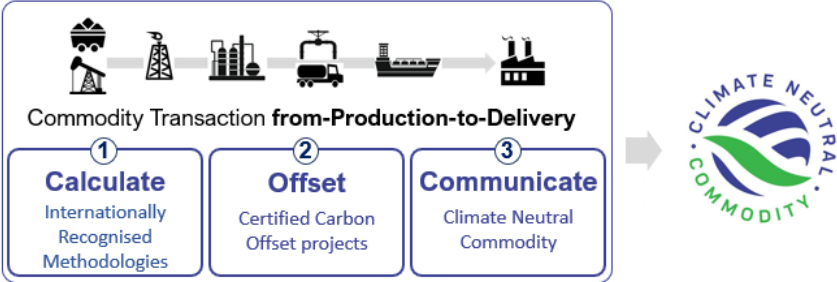 Commodity Transaction from-Production-to-Delivery
1
Calculate
Internationally
Recognised
Methodologies
2
Offset
Certified Carbon
Offset projects
3
Communicate
Climate Neutral
Commodity
· CLIMATE NEUTRAL ·
COMMODITY